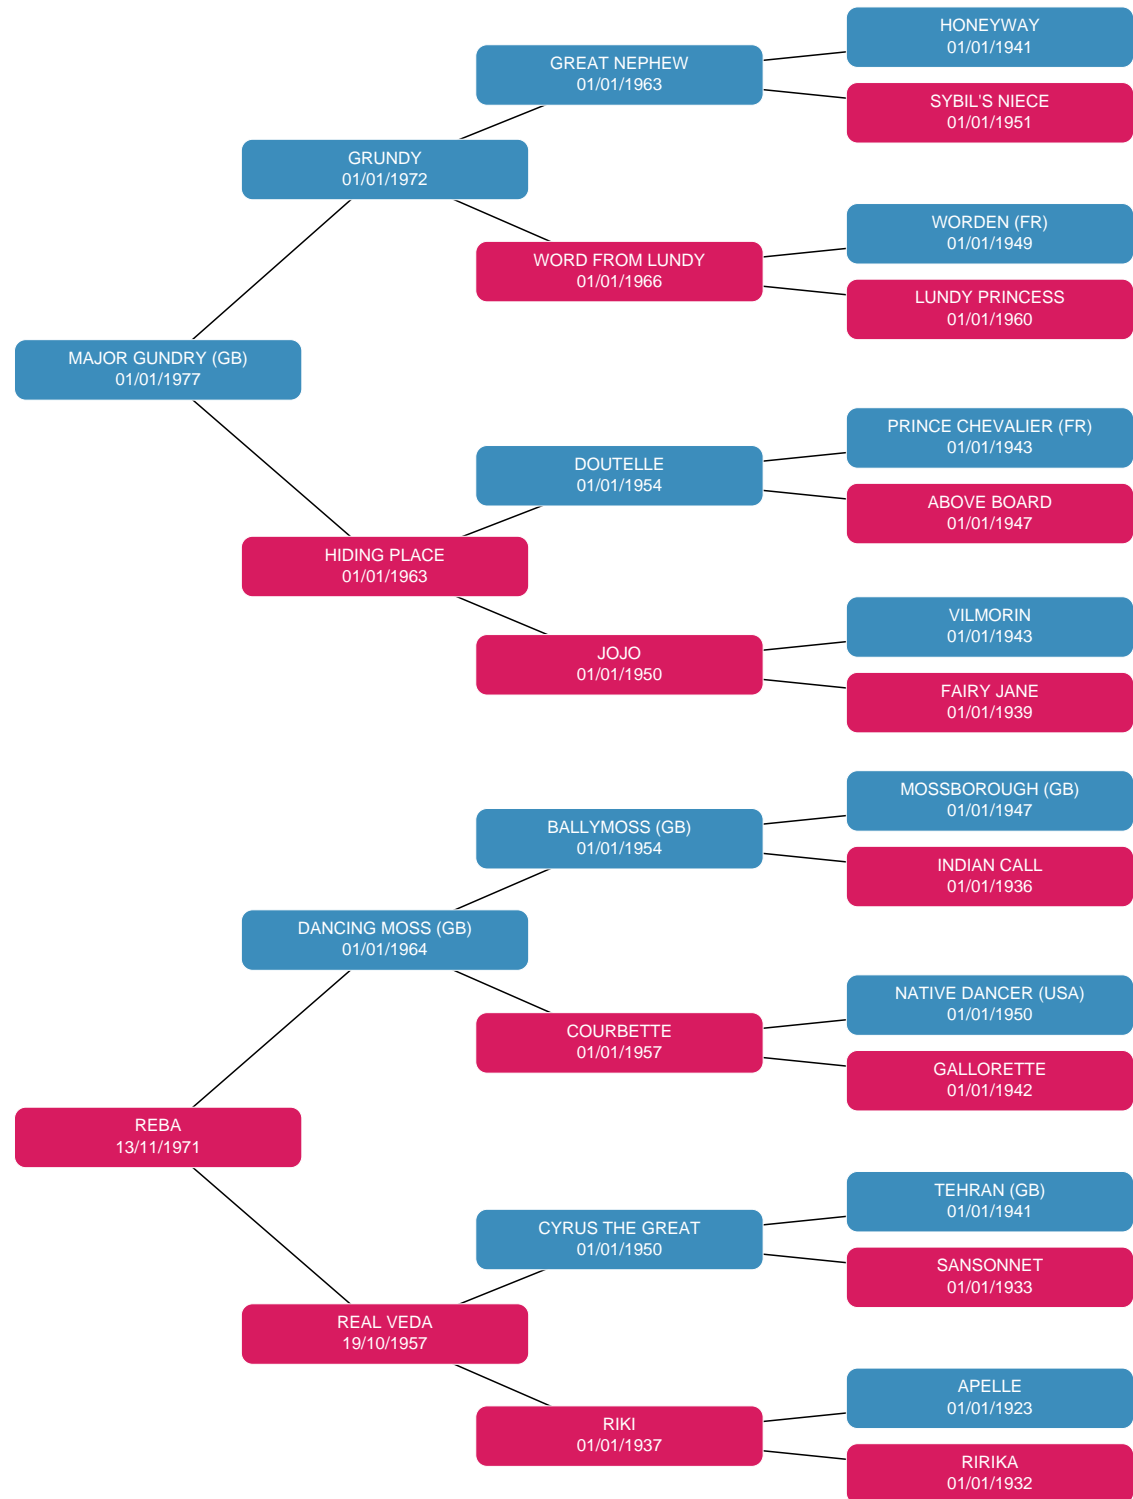 HONEYWAY
01/01/1941
GREAT NEPHEW
01/01/1963
SYBIL'S NIECE
01/01/1951
GRUNDY
01/01/1972
WORDEN (FR)
01/01/1949
WORD FROM LUNDY
01/01/1966
LUNDY PRINCESS
01/01/1960
MAJOR GUNDRY (GB)
01/01/1977
PRINCE CHEVALIER (FR)
01/01/1943
DOUTELLE
01/01/1954
ABOVE BOARD
01/01/1947
HIDING PLACE
01/01/1963
VILMORIN
01/01/1943
JOJO
01/01/1950
FAIRY JANE
01/01/1939
MOSSBOROUGH (GB)
01/01/1947
BALLYMOSS (GB)
01/01/1954
INDIAN CALL
01/01/1936
DANCING MOSS (GB)
01/01/1964
NATIVE DANCER (USA)
01/01/1950
COURBETTE
01/01/1957
GALLORETTE
01/01/1942
REBA
13/11/1971
TEHRAN (GB)
01/01/1941
CYRUS THE GREAT
01/01/1950
SANSONNET
01/01/1933
REAL VEDA
19/10/1957
APELLE
01/01/1923
RIKI
01/01/1937
RIRIKA
01/01/1932